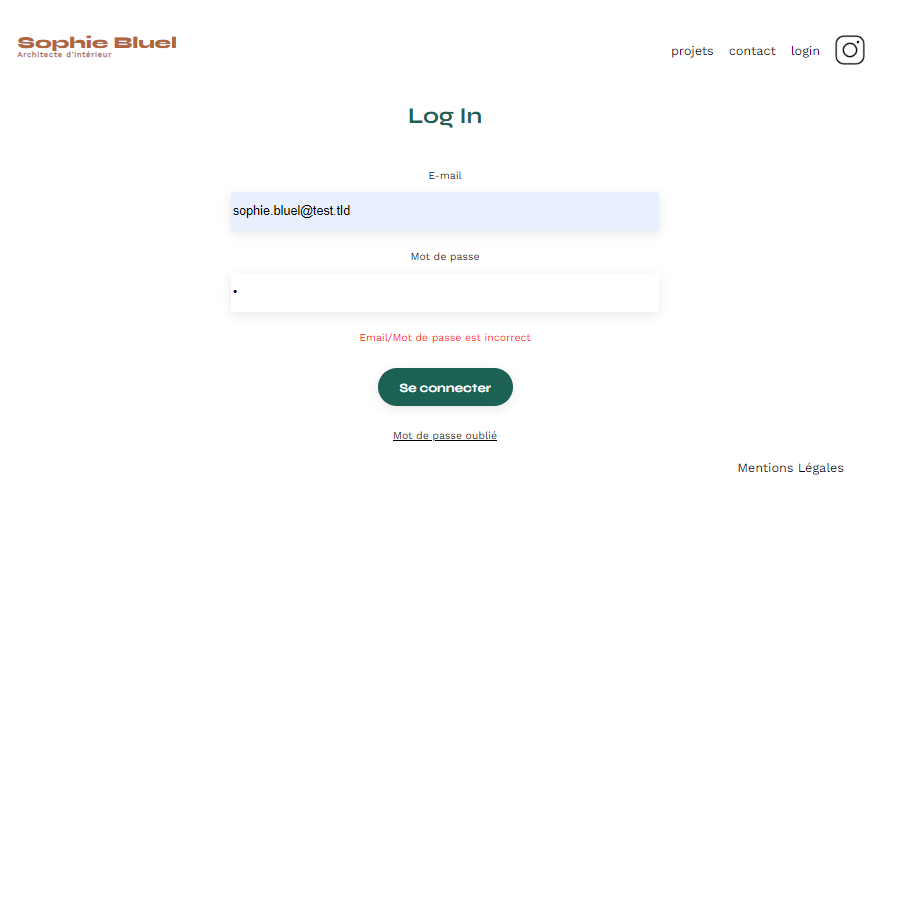 Sophie Bluel
Architecte d'intérieur
projets contact login
Log In
E-mail
sophie.bluel@test.tld
Mot de passe
•
Email/Mot de passe est incorrect
Se connecter
Mot de passe oublié
Mentions Légales